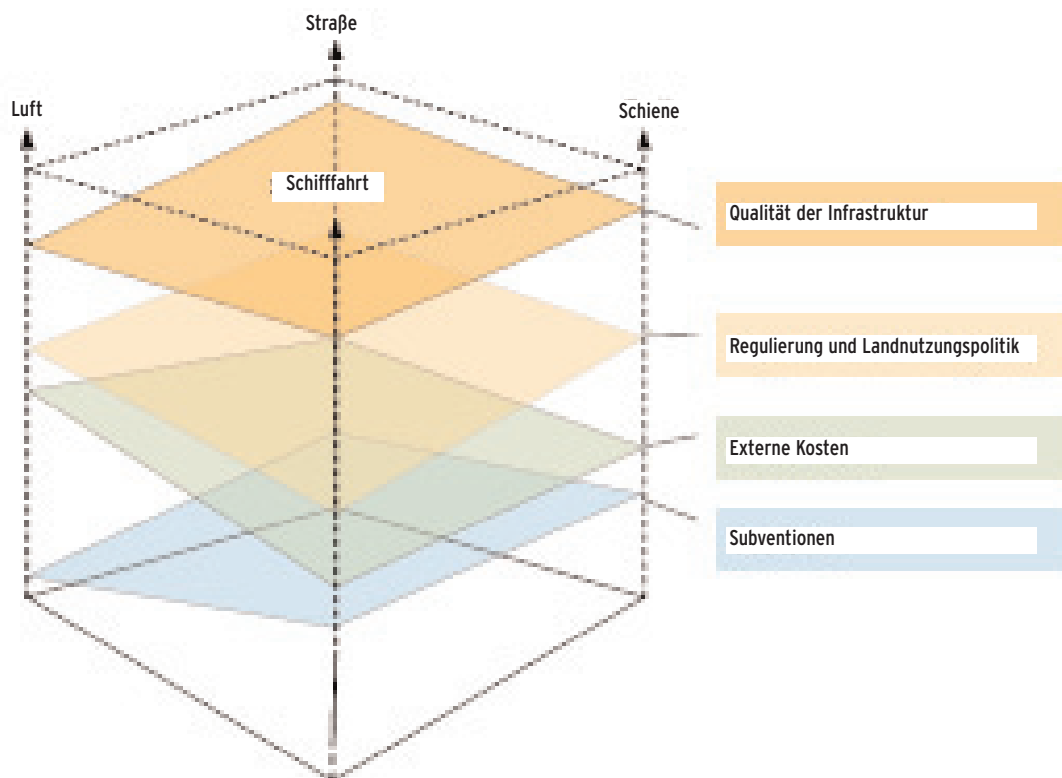 Straße
Luft
Schiene
Schifffahrt
Qualität der Infrastruktur
Regulierung und Landnutzungspolitik
Externe Kosten
Subventionen